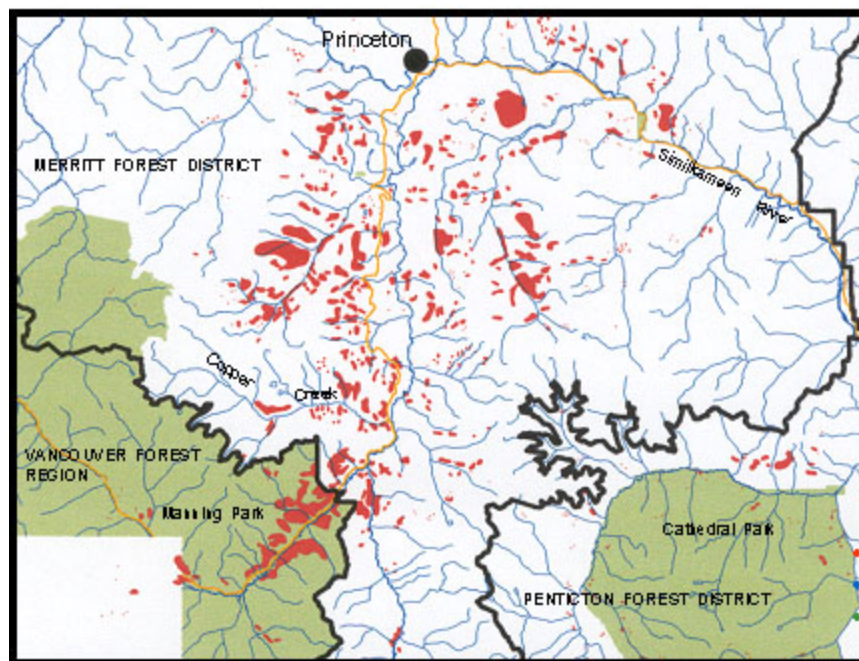 Princeton
MERRITT FOREST DISTRICT
Similkameen
River
Copper
Creek
VANCOUVER FOREST
REGION
Manning Park
Cathedral Park
PENTICTON FOREST DISTRICT